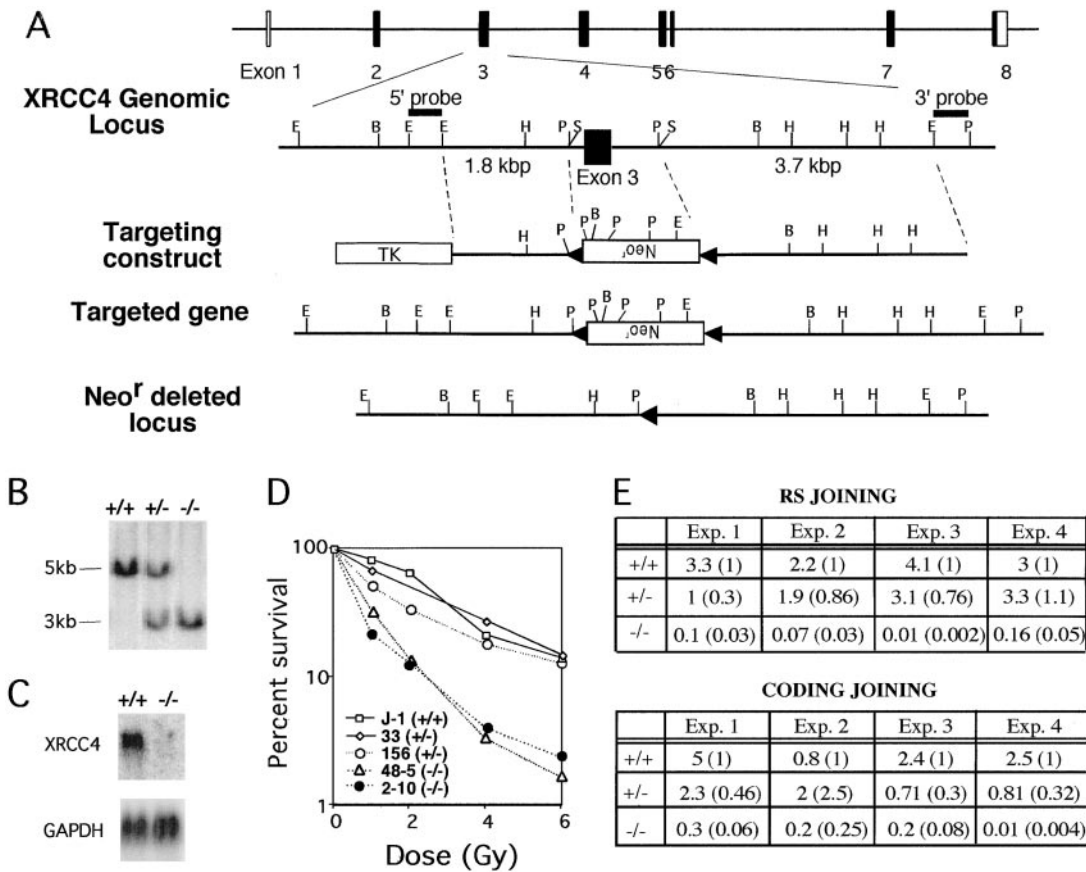 A
Exon 1 2 3 4 5 6 7 8
XRCC4 Genomic
Locus
5' probe
3' probe
E B E E H P S P S B H H H E P
1.8 kbp
Exon 3
3.7 kbp
Targeting
construct
TK
H P P B P P E B H H H
Neor
Targeted gene
E B E E H P P B P P E B H H H E P
Neor
Neor deleted
locus
E B E E H P B H H H E P
B
+/+ +/- -/-
5kb
3kb
C
+/+ -/-
XRCC4
GAPDH
D
Percent survival
100
10
1
0 2 4 6
Dose (Gy)
J-1 (+/+)
33 (+/-)
156 (+/-)
48-5 (-/-)
2-10 (-/-)
E
RS JOINING
Exp. 1 Exp. 2 Exp. 3 Exp. 4
+/+ 3.3 (1) 2.2 (1) 4.1 (1) 3 (1)
+/- 1 (0.3) 1.9 (0.86) 3.1 (0.76) 3.3 (1.1)
-/- 0.1 (0.03) 0.07 (0.03) 0.01 (0.002) 0.16 (0.05)
CODING JOINING
Exp. 1 Exp. 2 Exp. 3 Exp. 4
+/+ 5 (1) 0.8 (1) 2.4 (1) 2.5 (1)
+/- 2.3 (0.46) 2 (2.5) 0.71 (0.3) 0.81 (0.32)
-/- 0.3 (0.06) 0.2 (0.25) 0.2 (0.08) 0.01 (0.004)